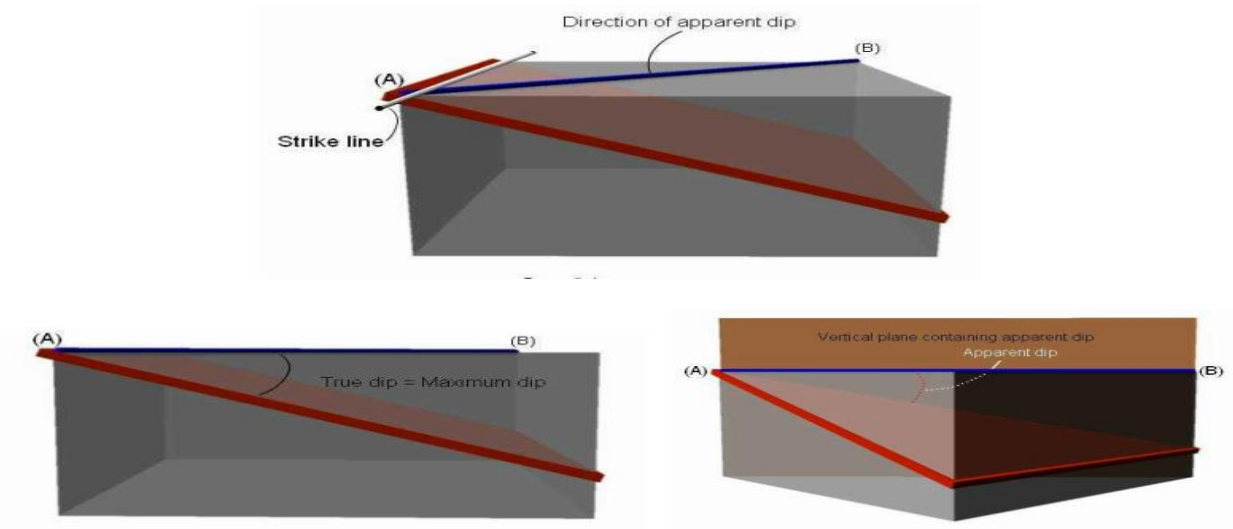 Direction of apparent dip
(B)
(A)
Strike line
(A)
(B)
True dip = Maximum dip
Vertical plane containing apparent dip
Apparent dip
(A)
(B)